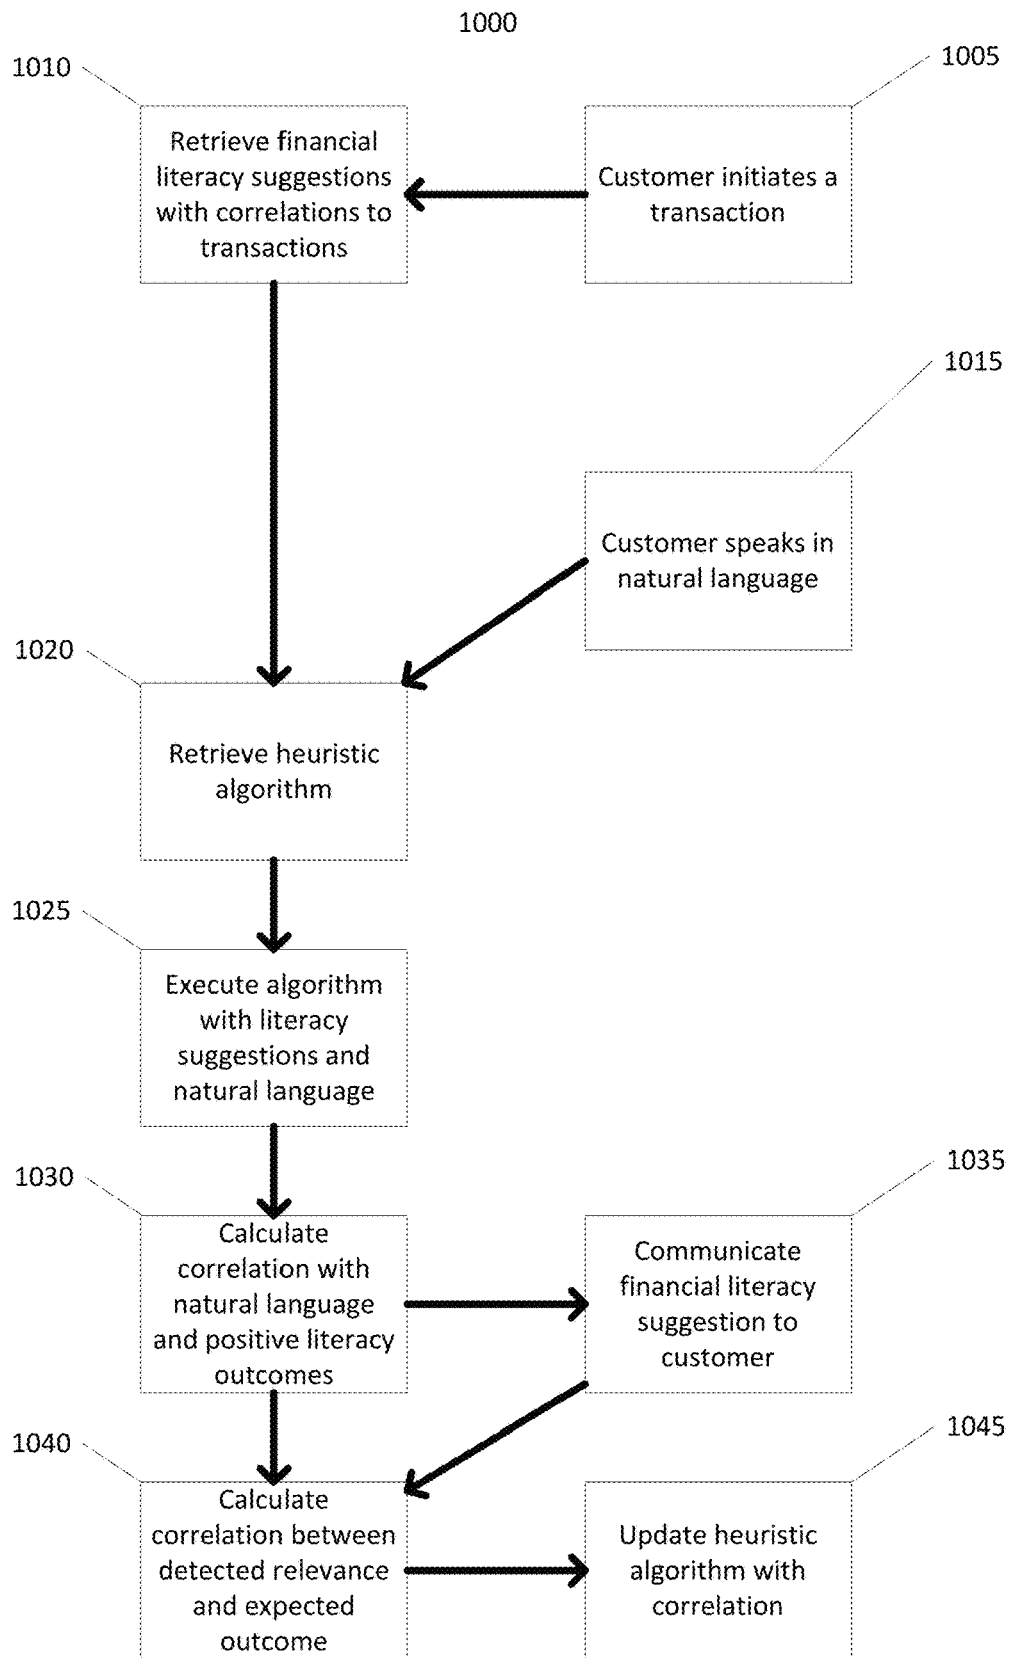 1000
1010
1005
Retrieve financial
literacy suggestions
with correlations to
transactions
Customer initiates a
transaction
1015
Customer speaks in
natural language
1020
Retrieve heuristic
algorithm
1025
Execute algorithm
with literacy
suggestions and
natural language
1030
1035
Calculate
correlation with
natural language
and positive literacy
outcomes
Communicate
financial literacy
suggestion to
customer
1040
1045
Calculate
correlation between
detected relevance
and expected
outcome
Update heuristic
algorithm with
correlation